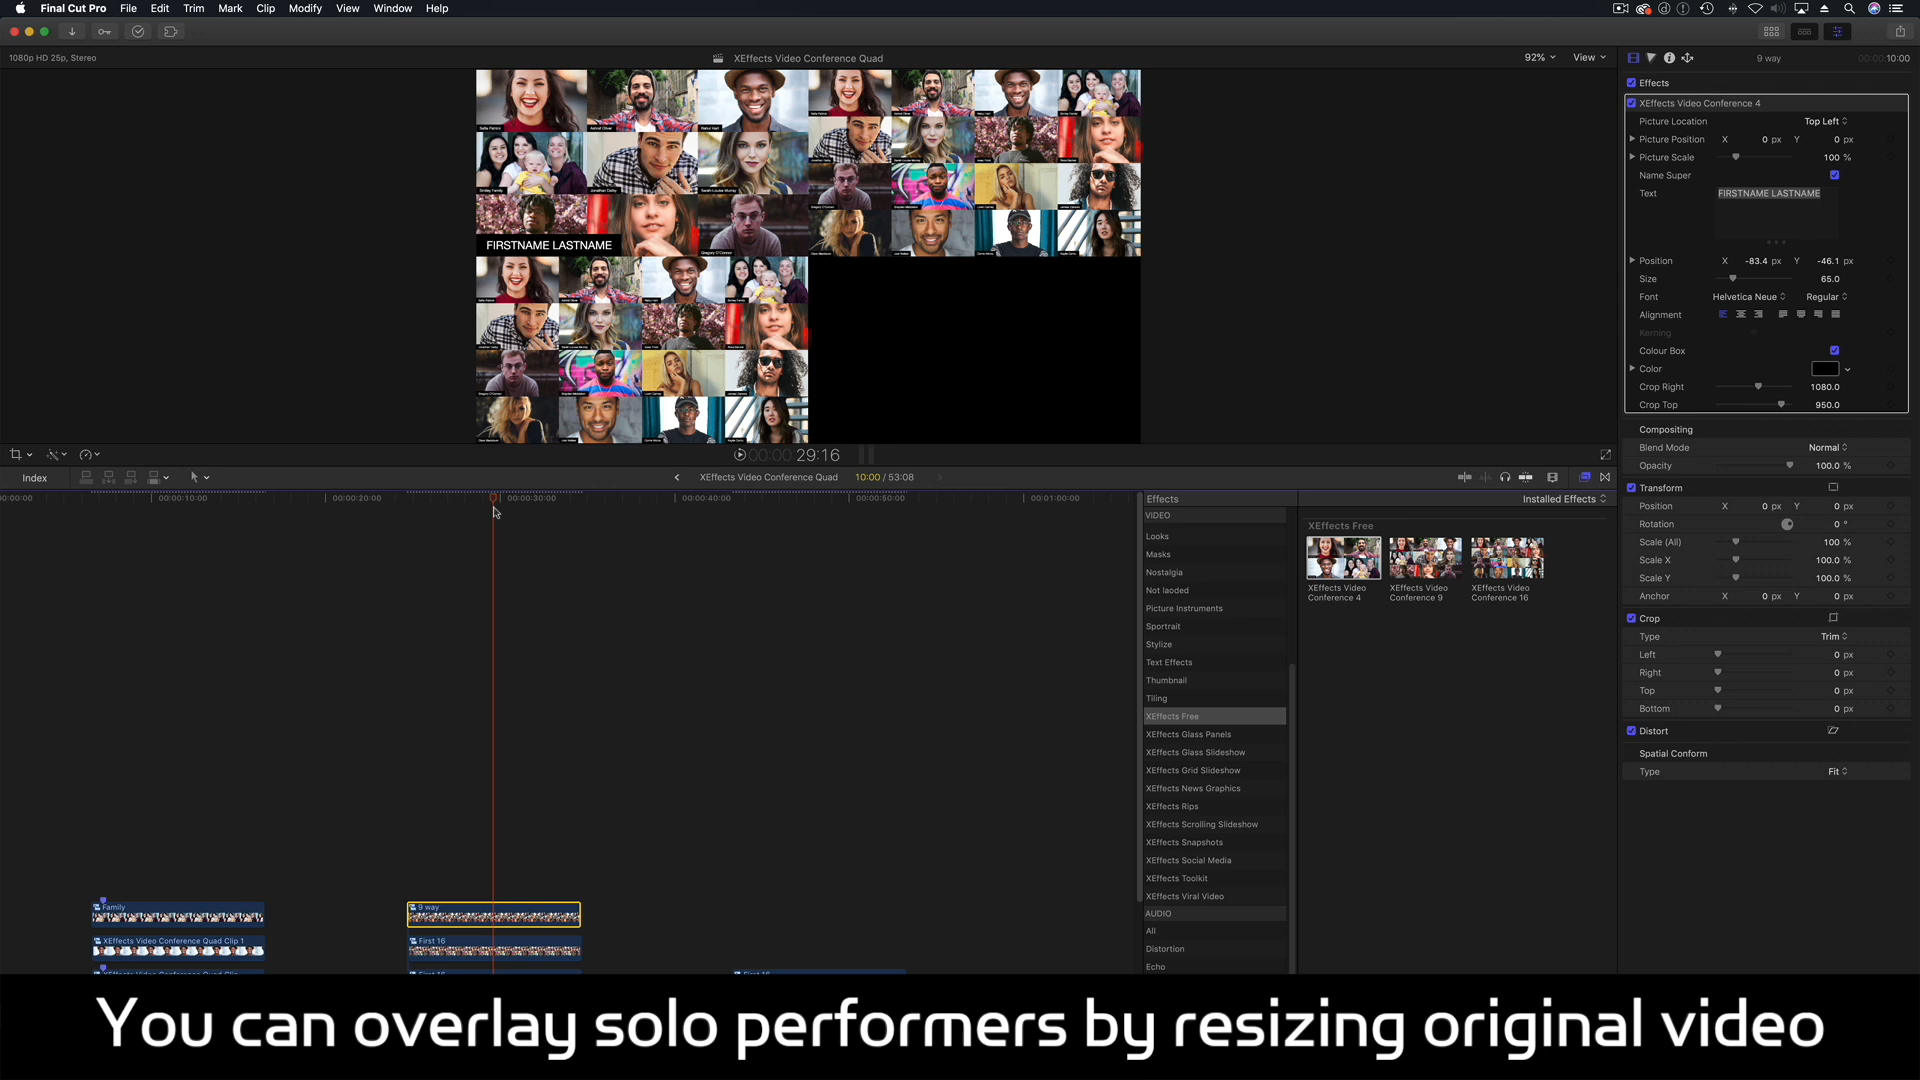 Final Cut Pro File Edit Trim Mark Clip Modify View Window Help
1080p HD 25p, Stereo
XEffects Video Conference Quad
92%
View
9 way
00:00:10:00
FIRSTNAME LASTNAME
00:00:00:29:16
Index
XEffects Video Conference Quad
10:00 / 53:08
00:00:10:00
00:00:20:00
00:00:30:00
00:00:40:00
00:00:50:00
00:01:00:00
Family
XEffects Video Conference Quad Clip 1
9 way
First 16
First 16
First 16
Effects
Installed Effects
VIDEO
Looks
Masks
Nostalgia
Not laoded
Picture Instruments
Sportrait
Stylize
Text Effects
Thumbnail
Tiling
XEffects Free
XEffects Glass Panels
XEffects Glass Slideshow
XEffects Grid Slideshow
XEffects News Graphics
XEffects Rips
XEffects Scrolling Slideshow
XEffects Snapshots
XEffects Social Media
XEffects Toolkit
XEffects Viral Video
AUDIO
All
Distortion
Echo
XEffects Free
XEffects Video Conference 4
XEffects Video Conference 9
XEffects Video Conference 16
Effects
XEffects Video Conference 4
Picture Location Top Left
Picture Position X 0 px Y 0 px
Picture Scale 100 %
Name Super
Text FIRSTNAME LASTNAME
Position X -83.4 px Y -46.1 px
Size 65.0
Font Helvetica Neue Regular
Alignment
Kerning
Colour Box
Color
Crop Right 1080.0
Crop Top 950.0
Compositing
Blend Mode Normal
Opacity 100.0 %
Transform
Position X 0 px Y 0 px
Rotation 0 °
Scale (All) 100 %
Scale X 100.0 %
Scale Y 100.0 %
Anchor X 0 px Y 0 px
Crop
Type Trim
Left 0 px
Right 0 px
Top 0 px
Bottom 0 px
Distort
Spatial Conform
Type Fit
You can overlay solo performers by resizing original video